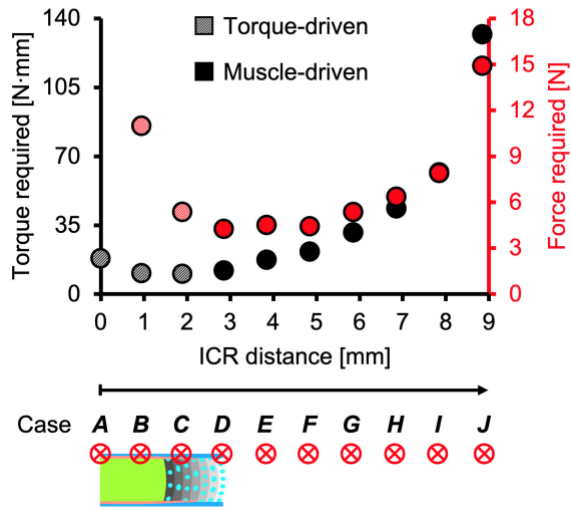 Torque required [N·mm]
140
105
70
35
0
Torque-driven
Muscle-driven
18
15
12
9
6
3
0
Force required [N]
0 1 2 3 4 5 6 7 8 9
ICR distance [mm]
Case A B C D E F G H I J